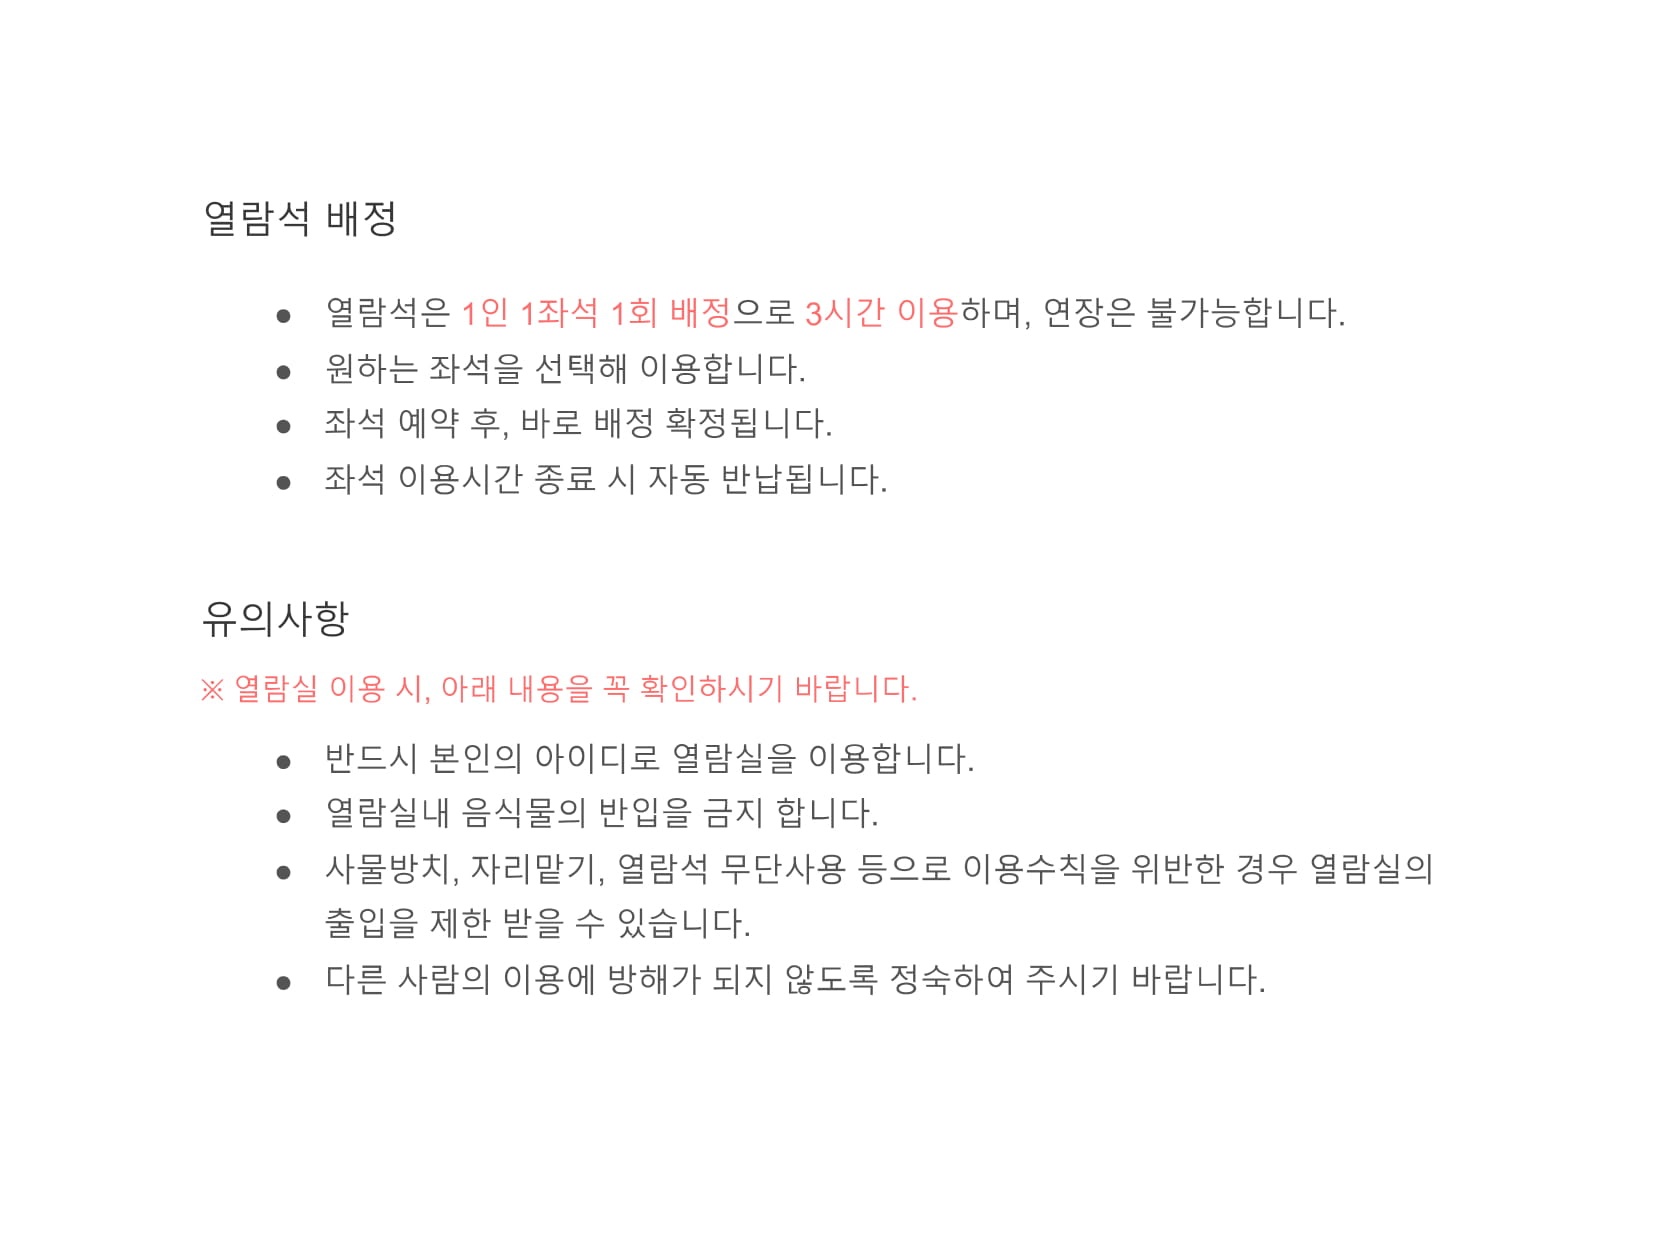 열람석 배정
● 열람석은 1인 1좌석 1회 배정으로 3시간 이용하며, 연장은 불가능합니다.
● 원하는 좌석을 선택해 이용합니다.
● 좌석 예약 후, 바로 배정 확정됩니다.
● 좌석 이용시간 종료 시 자동 반납됩니다.
유의사항
※ 열람실 이용 시, 아래 내용을 꼭 확인하시기 바랍니다.
● 반드시 본인의 아이디로 열람실을 이용합니다.
● 열람실내 음식물의 반입을 금지 합니다.
● 사물방치, 자리맡기, 열람석 무단사용 등으로 이용수칙을 위반한 경우 열람실의
출입을 제한 받을 수 있습니다.
● 다른 사람의 이용에 방해가 되지 않도록 정숙하여 주시기 바랍니다.